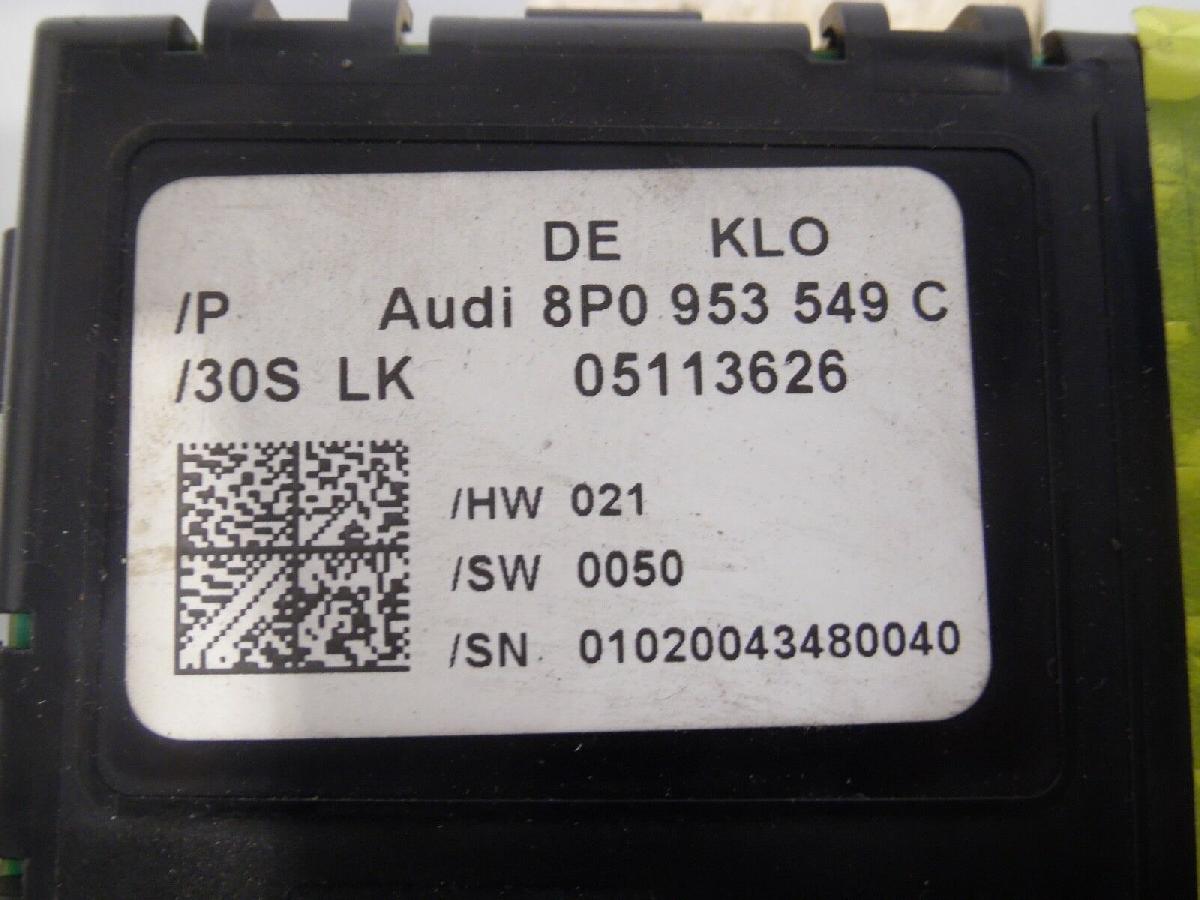 DE KLO
/P Audi 8P0 953 549 C
/30S LK 05113626
/HW 021
/SW 0050
/SN 01020043480040